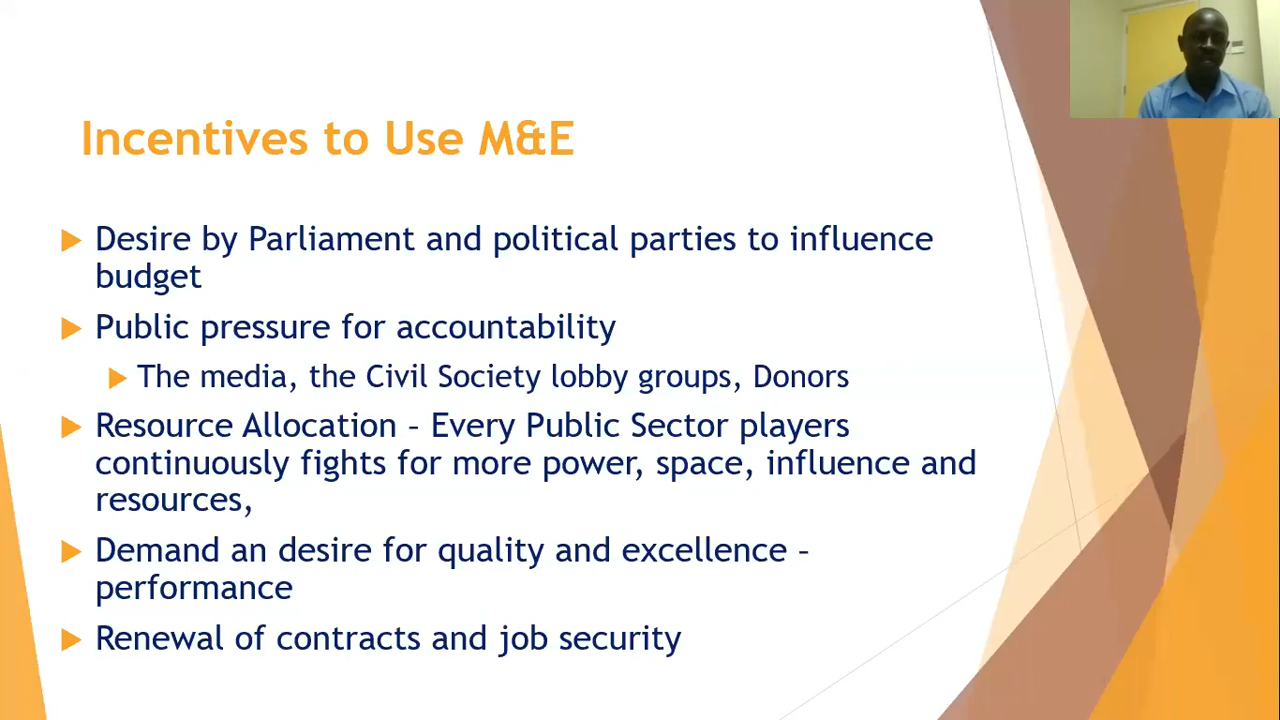 Incentives to Use M&E
Desire by Parliament and political parties to influence
budget
Public pressure for accountability
The media, the Civil Society lobby groups, Donors
Resource Allocation – Every Public Sector players
continuously fights for more power, space, influence and
resources,
Demand an desire for quality and excellence –
performance
Renewal of contracts and job security